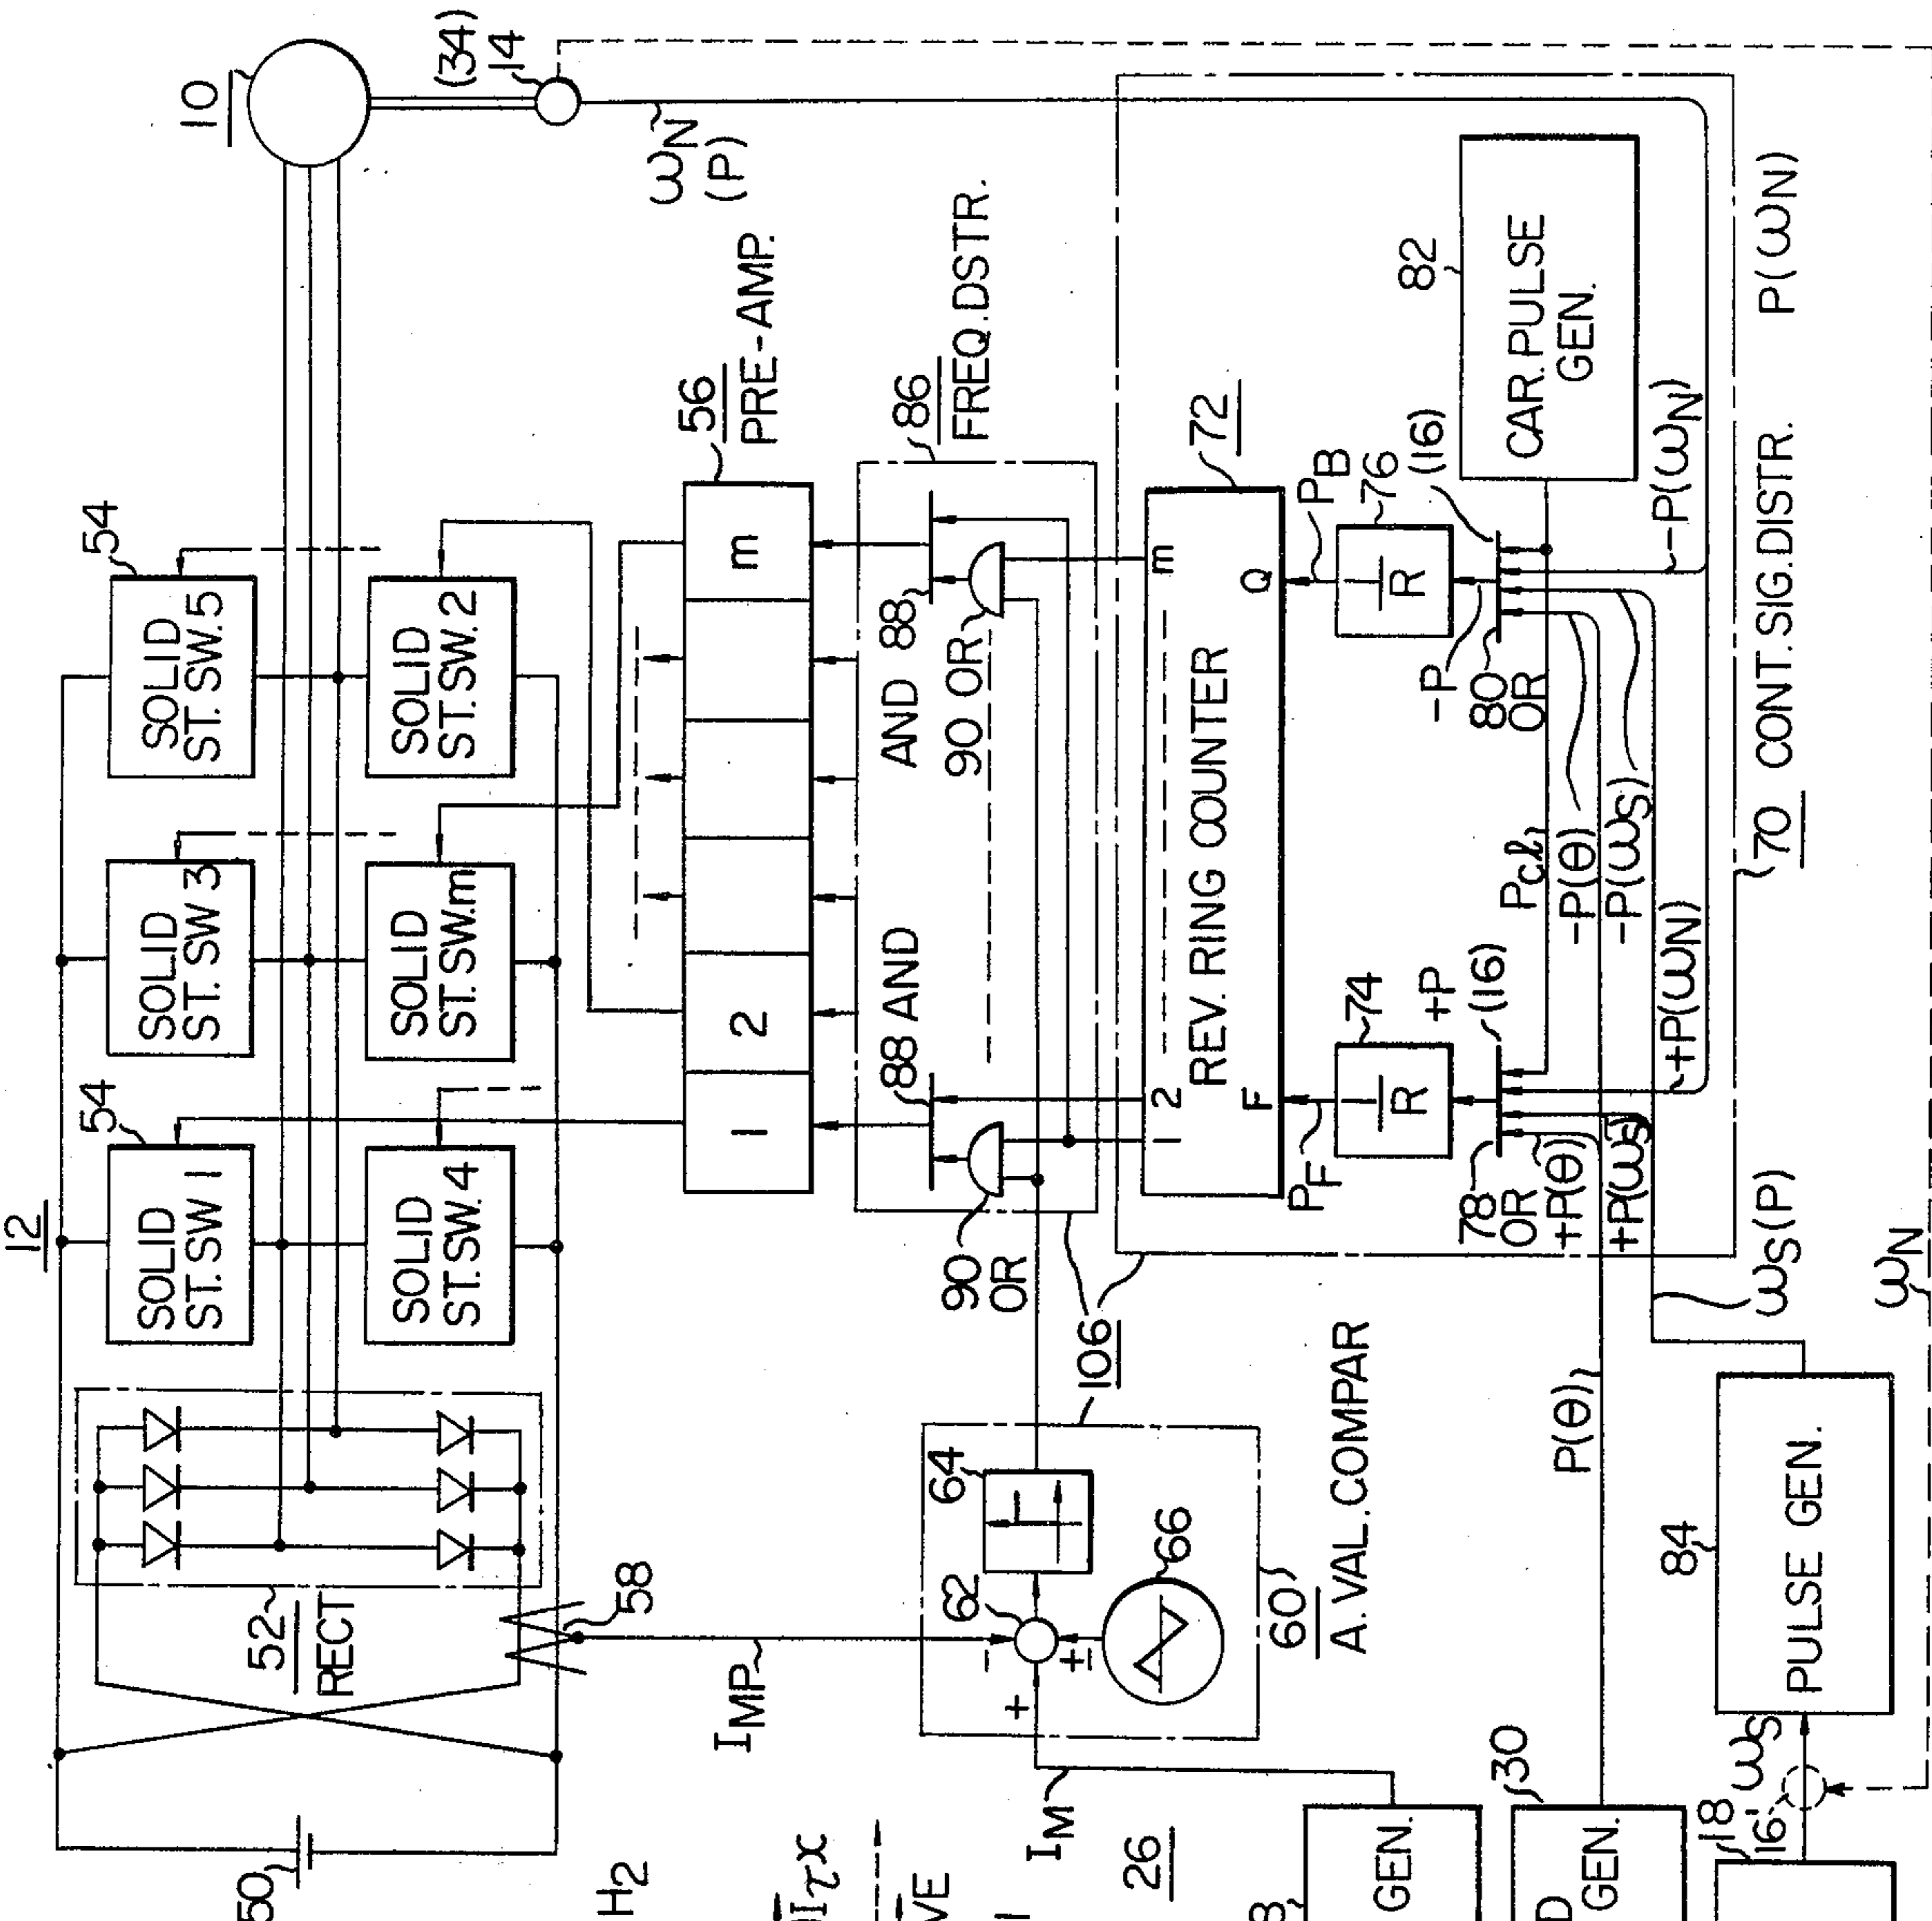 10
(34)
14
ωN
(P)
12
54
SOLID
ST. SW. 5
SOLID
ST. SW. 2
SOLID
ST. SW 3
SOLID
ST. SW. m
54
SOLID
ST. SW 1
SOLID
ST. SW. 4
52
RECT
58
50
IMP
56
PRE-AMP.
1
2
m
86
FREQ. DSTR.
AND 88
90 OR
88 AND
90
OR
106
72
REV. RING COUNTER
1
2
m
F
Q
PF
PB
74
1/R
76
1/R
+P
-P
(16)
(16)
78
OR
80
OR
82
CAR. PULSE
GEN.
Pcl
-P(θ)
-P(ωS)
-P(ωN)
+P(θ)
+P(ωS)
+P(ωN)
P(ωN)
70 CONT. SIG. DISTR.
64
62
66
-
±
+
60
A. VAL. COMPAR
IM
26
P(θ)
ωS(P)
ωN
84
PULSE GEN.
ωS
16'
18
30
GEN.
GEN.
H2
VE